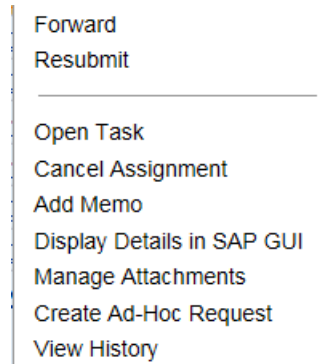 Forward
Resubmit
Open Task
Cancel Assignment
Add Memo
Display Details in SAP GUI
Manage Attachments
Create Ad-Hoc Request
View History